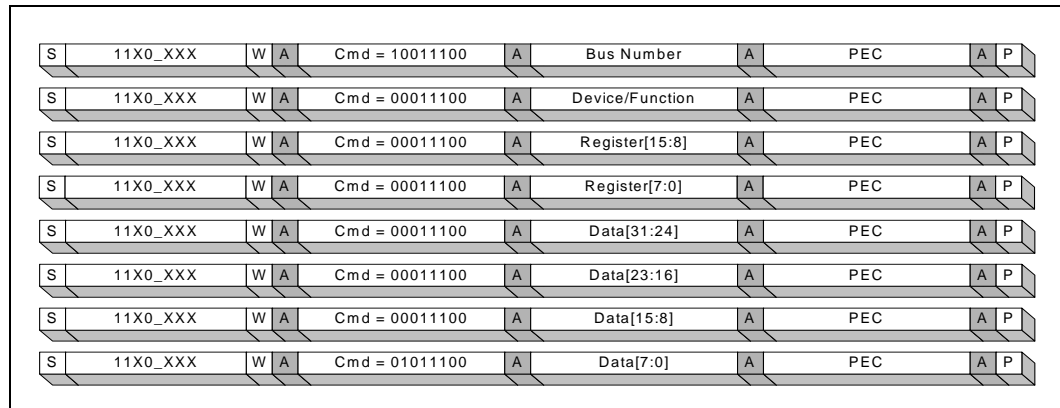 S 11X0_XXX W A Cmd = 10011100 A Bus Number A PEC A P
S 11X0_XXX W A Cmd = 00011100 A Device/Function A PEC A P
S 11X0_XXX W A Cmd = 00011100 A Register[15:8] A PEC A P
S 11X0_XXX W A Cmd = 00011100 A Register[7:0] A PEC A P
S 11X0_XXX W A Cmd = 00011100 A Data[31:24] A PEC A P
S 11X0_XXX W A Cmd = 00011100 A Data[23:16] A PEC A P
S 11X0_XXX W A Cmd = 00011100 A Data[15:8] A PEC A P
S 11X0_XXX W A Cmd = 01011100 A Data[7:0] A PEC A P